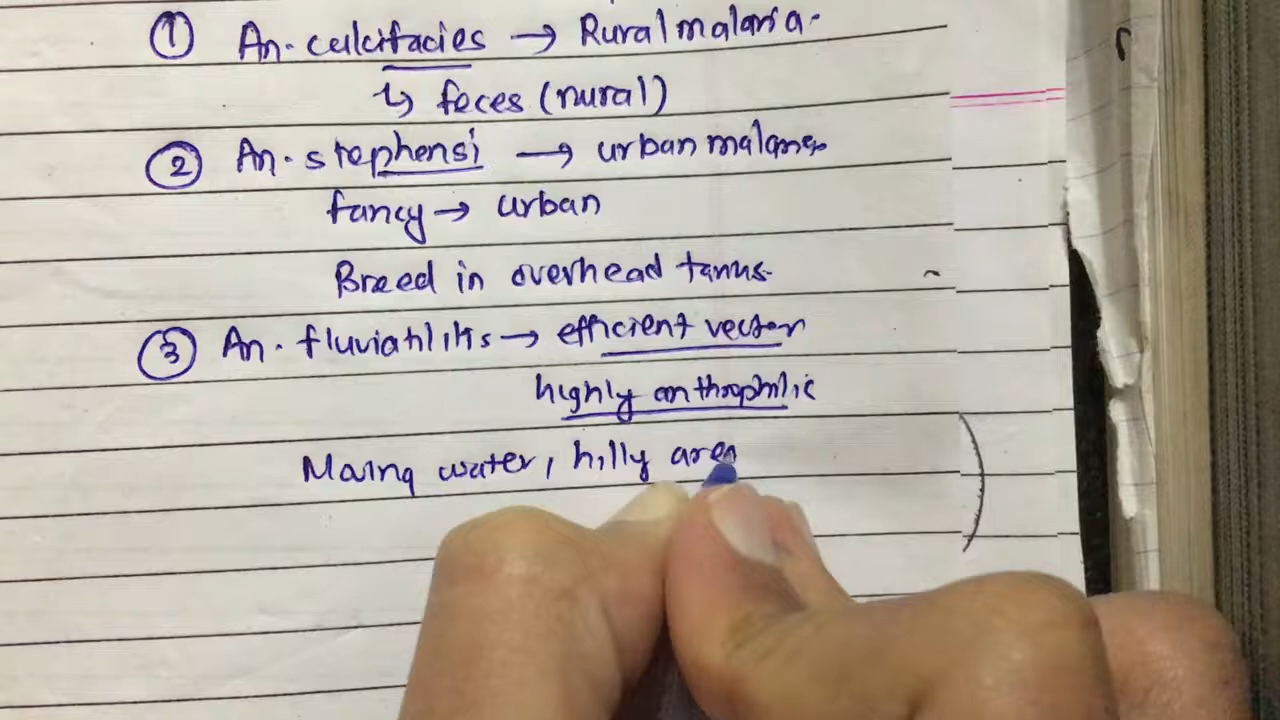 ① An. culcifacies → Rural malaria.
↳ feces (rural)
② An. stephensi → urban malaria
fancy → urban
Breed in overhead tanks.
③ An. fluviatilitis → efficient vector
highly anthrophilic
Moving water, hilly area